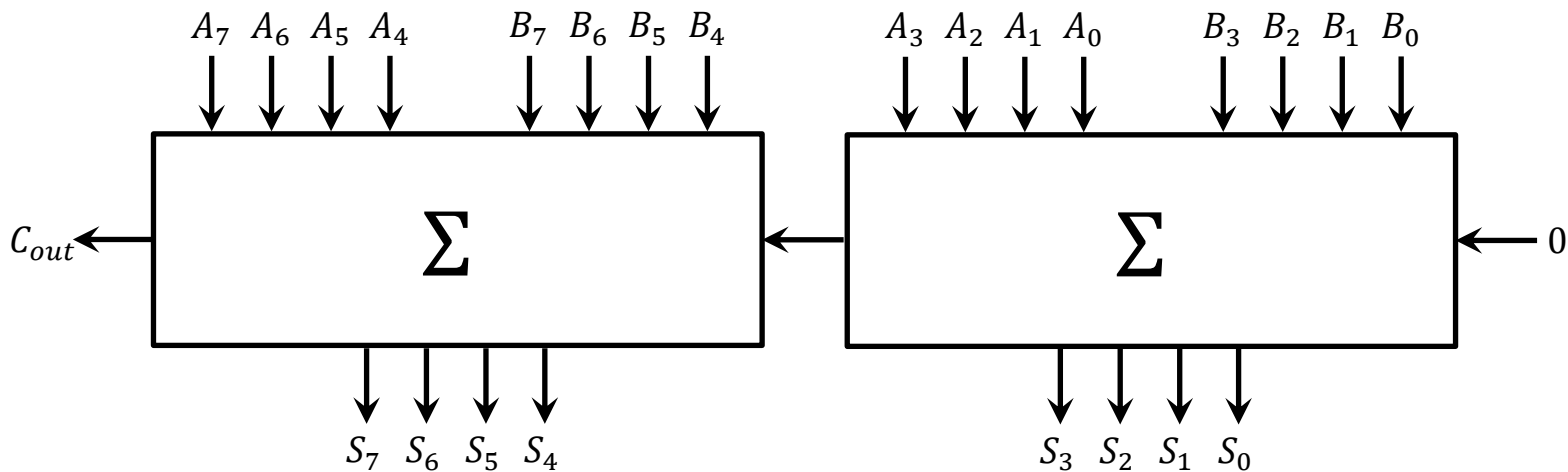 A₇ A₆ A₅ A₄ B₇ B₆ B₅ B₄ A₃ A₂ A₁ A₀ B₃ B₂ B₁ B₀
C_out Σ Σ 0
S₇ S₆ S₅ S₄ S₃ S₂ S₁ S₀